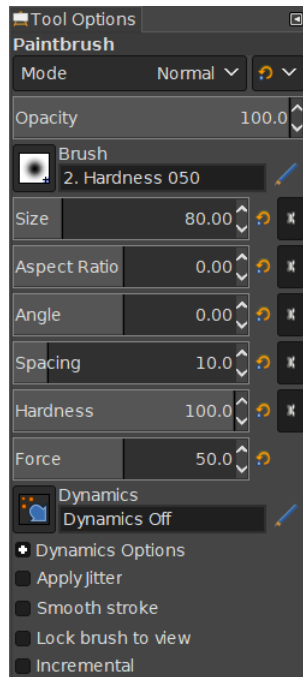 Tool Options
Paintbrush
Mode Normal
Opacity 100.0
Brush
2. Hardness 050
Size 80.00
Aspect Ratio 0.00
Angle 0.00
Spacing 10.0
Hardness 100.0
Force 50.0
Dynamics
Dynamics Off
Dynamics Options
Apply Jitter
Smooth stroke
Lock brush to view
Incremental